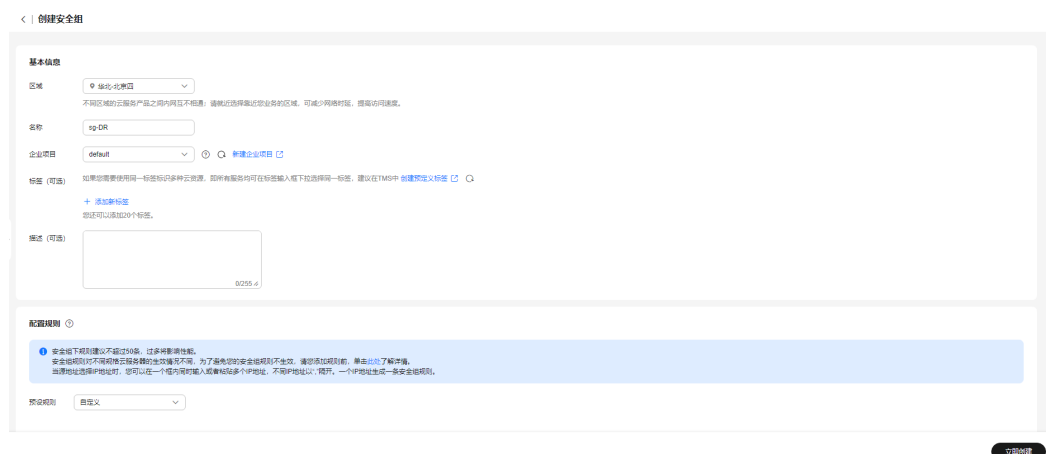 创建安全组
基本信息
区域
华北-北京四
不同区域的云服务产品之间内网互不相通；请就近选择靠近您业务的区域，可减少网络时延，提高访问速度。
名称
sg-DR
企业项目
default
新建企业项目
标签（可选）
如果您需要使用同一标签标识多种云资源，即所有服务均可在标签输入框下拉选择同一标签，建议在TMS中 创建预定义标签
添加新标签
您还可以添加20个标签。
描述（可选）
0/255
配置规则
安全组下规则建议不超过50条，过多将影响性能。
安全组规则对不同规格云服务器的生效情况不同，为了避免您的安全组规则不生效，请您添加规则前，单击此处了解详情。
当源地址选择IP地址时，您可以在一个框内同时输入或者粘贴多个IP地址，不同IP地址以“,”隔开。一个IP地址生成一条安全组规则。
预设规则
自定义
立即创建